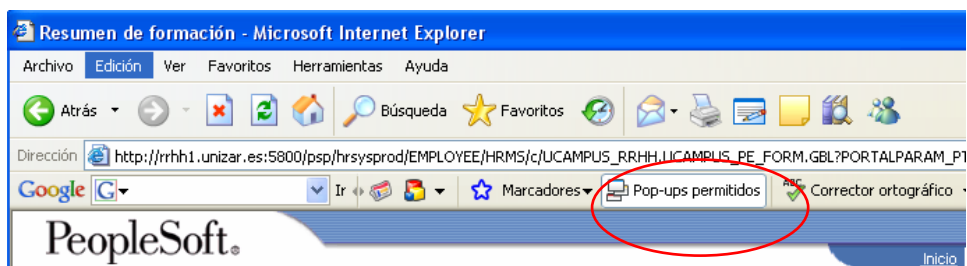 Resumen de formación - Microsoft Internet Explorer
Archivo Edición Ver Favoritos Herramientas Ayuda
Atrás Búsqueda Favoritos
Dirección http://rrhh1.unizar.es:5800/psp/hrsysprod/EMPLOYEE/HRMS/c/UCAMPUS_RRHH.UCAMPUS_PE_FORM.GBL?PORTALPARAM_PT
Google G Ir Marcadores Pop-ups permitidos ABC Corrector ortográfico
PeopleSoft®
Inicio